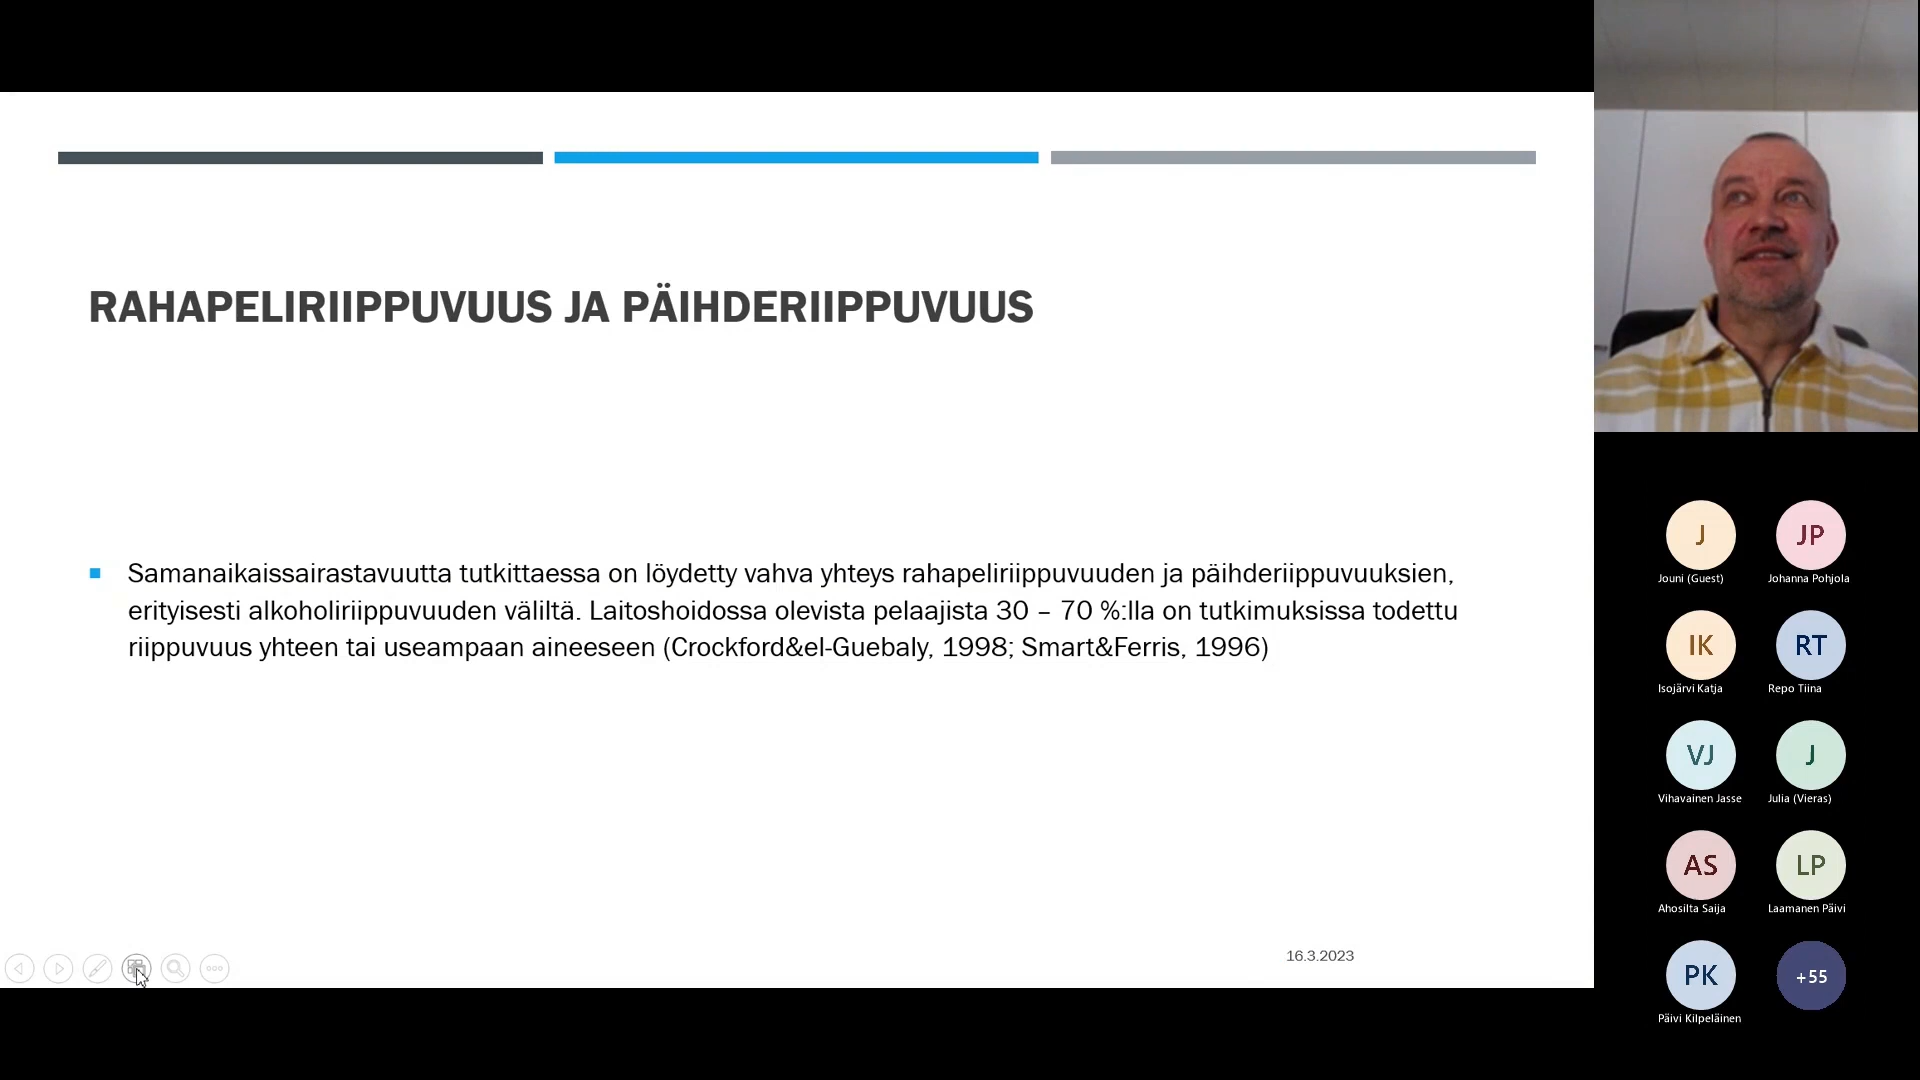 RAHAPELIRIIPPUVUUS JA PÄIHDERIIPPUVUUS
Samanaikaissairastavuutta tutkittaessa on löydetty vahva yhteys rahapeliriippuvuuden ja päihderiippuvuuksien,
erityisesti alkoholiriippuvuuden väliltä. Laitoshoidossa olevista pelaajista 30 – 70 %:lla on tutkimuksissa todettu
riippuvuus yhteen tai useampaan aineeseen (Crockford&el-Guebaly, 1998; Smart&Ferris, 1996)
16.3.2023
J
Jouni (Guest)
JP
Johanna Pohjola
IK
Isojärvi Katja
RT
Repo Tiina
VJ
Vihavainen Jasse
J
Julia (Vieras)
AS
Ahosilta Saija
LP
Laamanen Päivi
PK
Päivi Kilpeläinen
+55